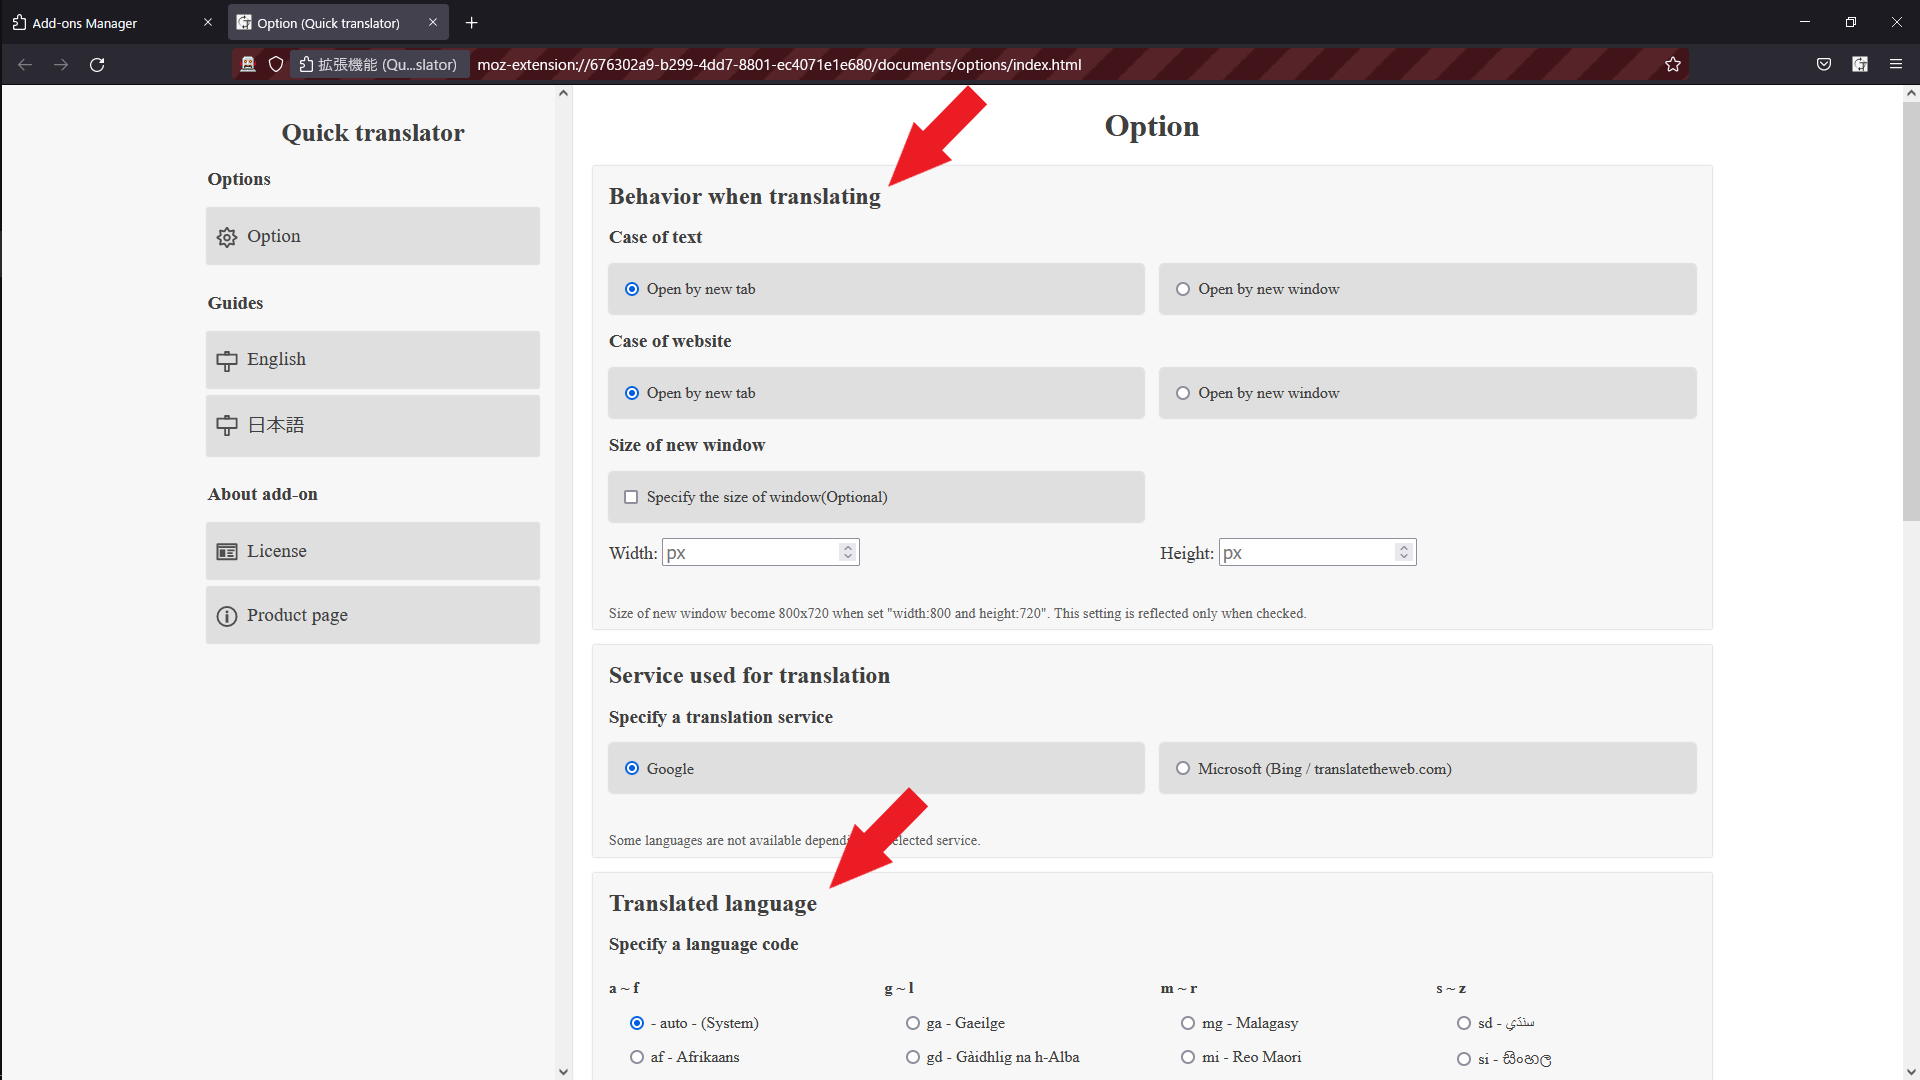 Add-ons Manager
Option (Quick translator)
拡張機能 (Qu...slator)
moz-extension://676302a9-b299-4dd7-8801-ec4071e1e680/documents/options/index.html
Quick translator
Options
Option
Guides
English
日本語
About add-on
License
Product page
Option
Behavior when translating
Case of text
Open by new tab
Open by new window
Case of website
Open by new tab
Open by new window
Size of new window
Specify the size of window(Optional)
Width: px
Height: px
Size of new window become 800x720 when set "width:800 and height:720". This setting is reflected only when checked.
Service used for translation
Specify a translation service
Google
Microsoft (Bing / translatetheweb.com)
Some languages are not available service.
Translated language
Specify a language code
a ~ f
g ~ l
m ~ r
s ~ z
- auto - (System)
ga - Gaeilge
mg - Malagasy
sd - سنڌي
af - Afrikaans
gd - Gàidhlig na h-Alba
mi - Reo Maori
si - සිංහල